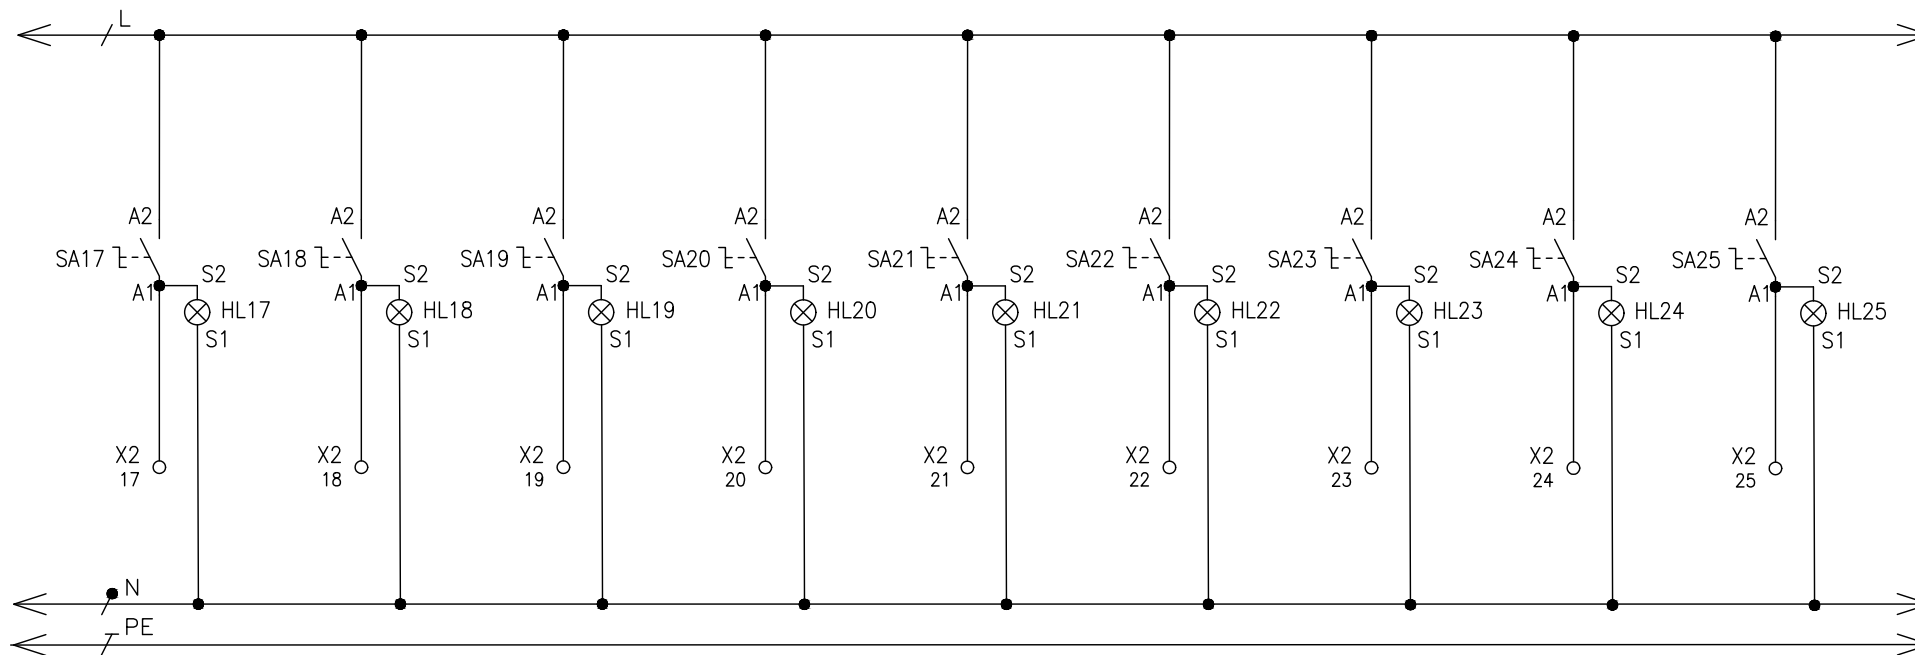 L
A2 A2 A2 A2 A2 A2 A2 A2 A2
SA17 SA18 SA19 SA20 SA21 SA22 SA23 SA24 SA25
S2 S2 S2 S2 S2 S2 S2 S2 S2
A1 A1 A1 A1 A1 A1 A1 A1 A1
HL17 HL18 HL19 HL20 HL21 HL22 HL23 HL24 HL25
S1 S1 S1 S1 S1 S1 S1 S1 S1
X2 X2 X2 X2 X2 X2 X2 X2 X2
17 18 19 20 21 22 23 24 25
N
PE